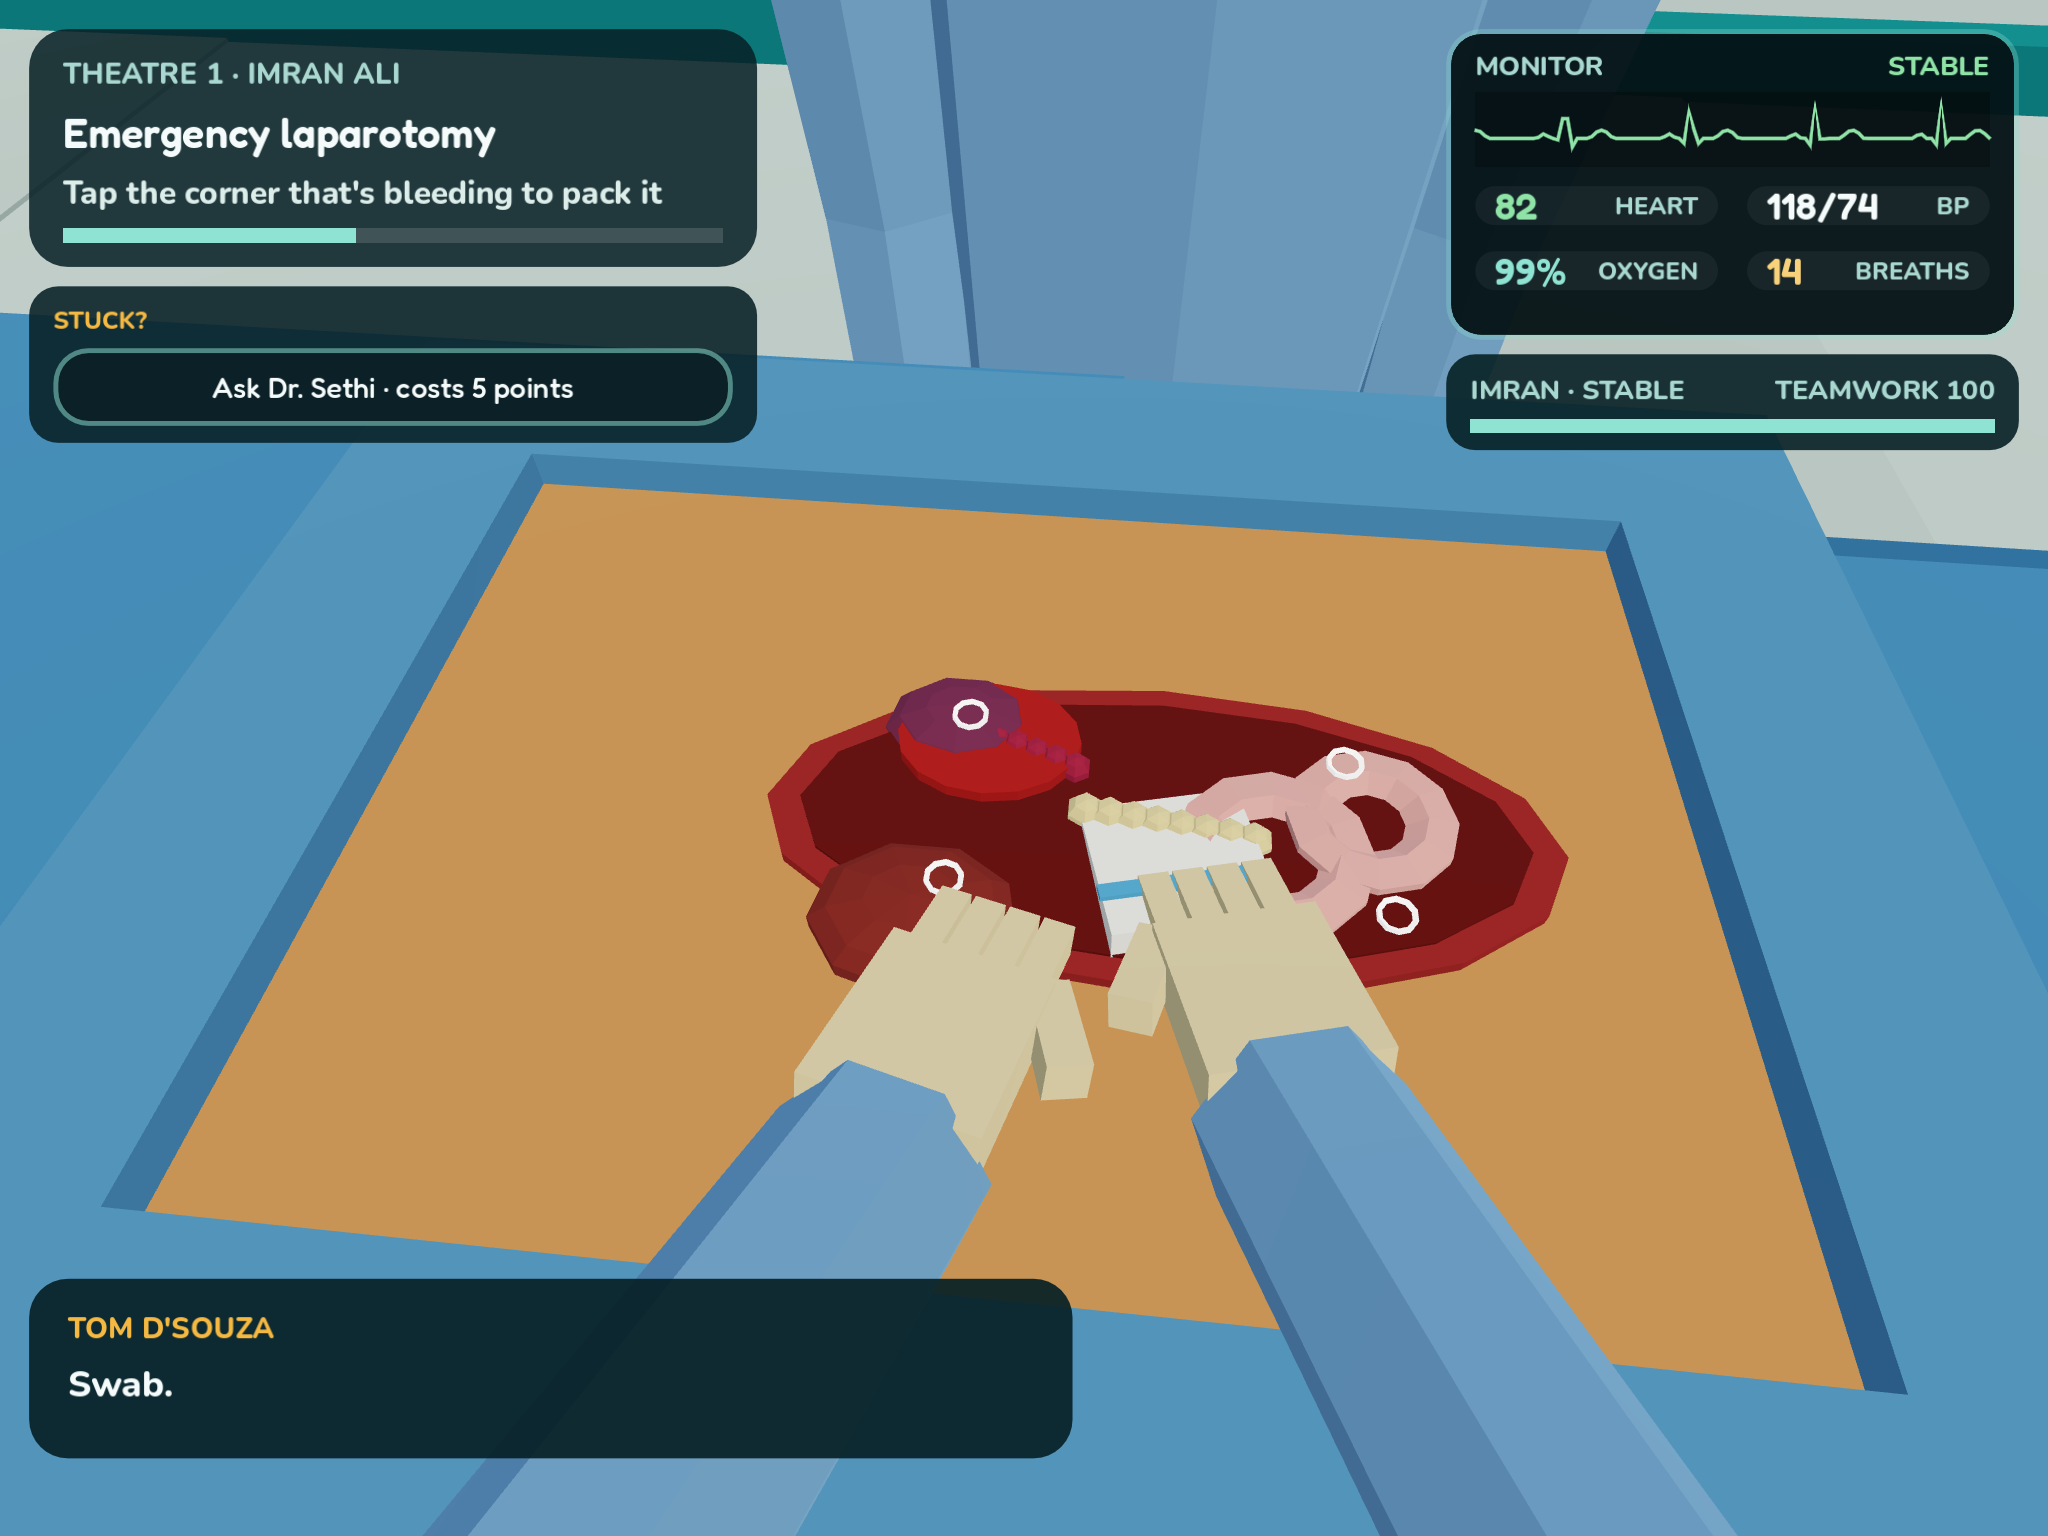 THEATRE 1 · IMRAN ALI
Emergency laparotomy
Tap the corner that's bleeding to pack it
STUCK?
Ask Dr. Sethi · costs 5 points
MONITOR STABLE
82 HEART 118/74 BP
99% OXYGEN 14 BREATHS
IMRAN · STABLE TEAMWORK 100
TOM D'SOUZA
Swab.